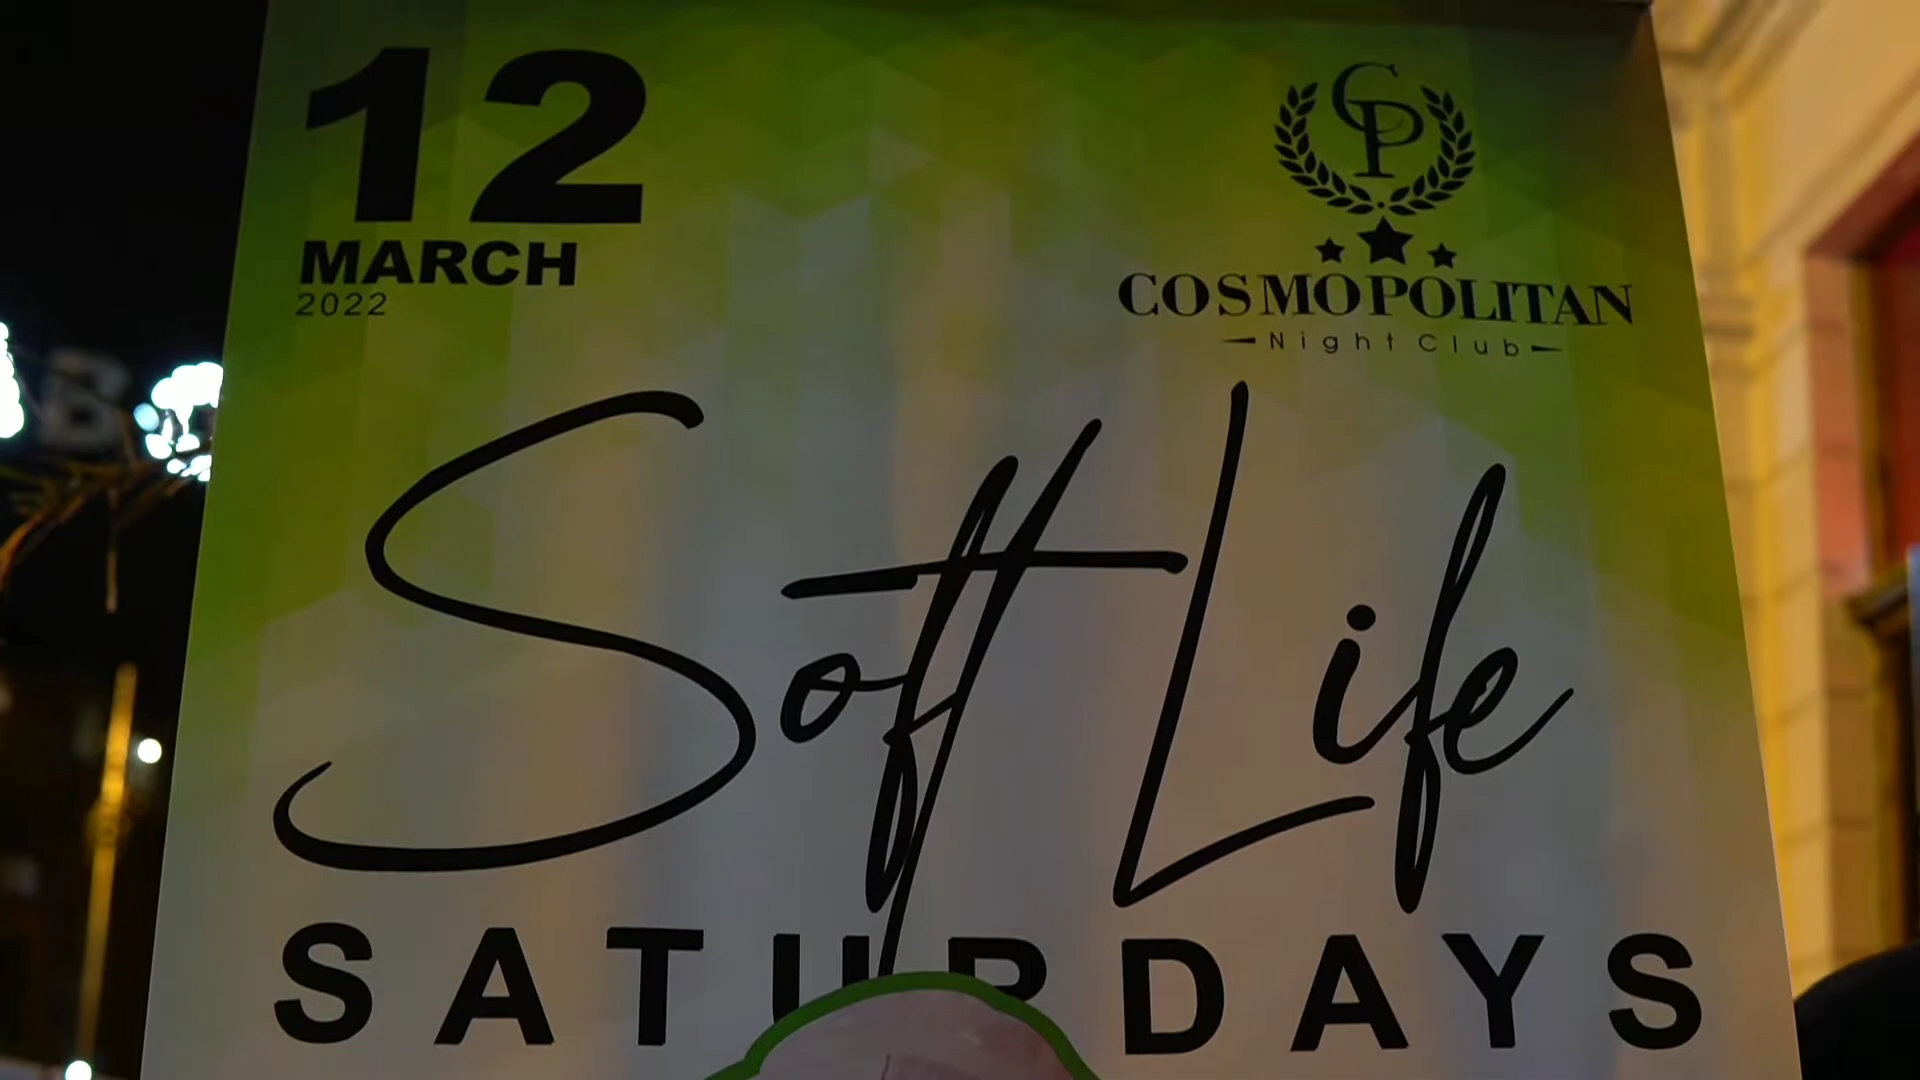 12
MARCH
2022
CP
COSMOPOLITAN
Night Club
Soft Life
SATURDAYS